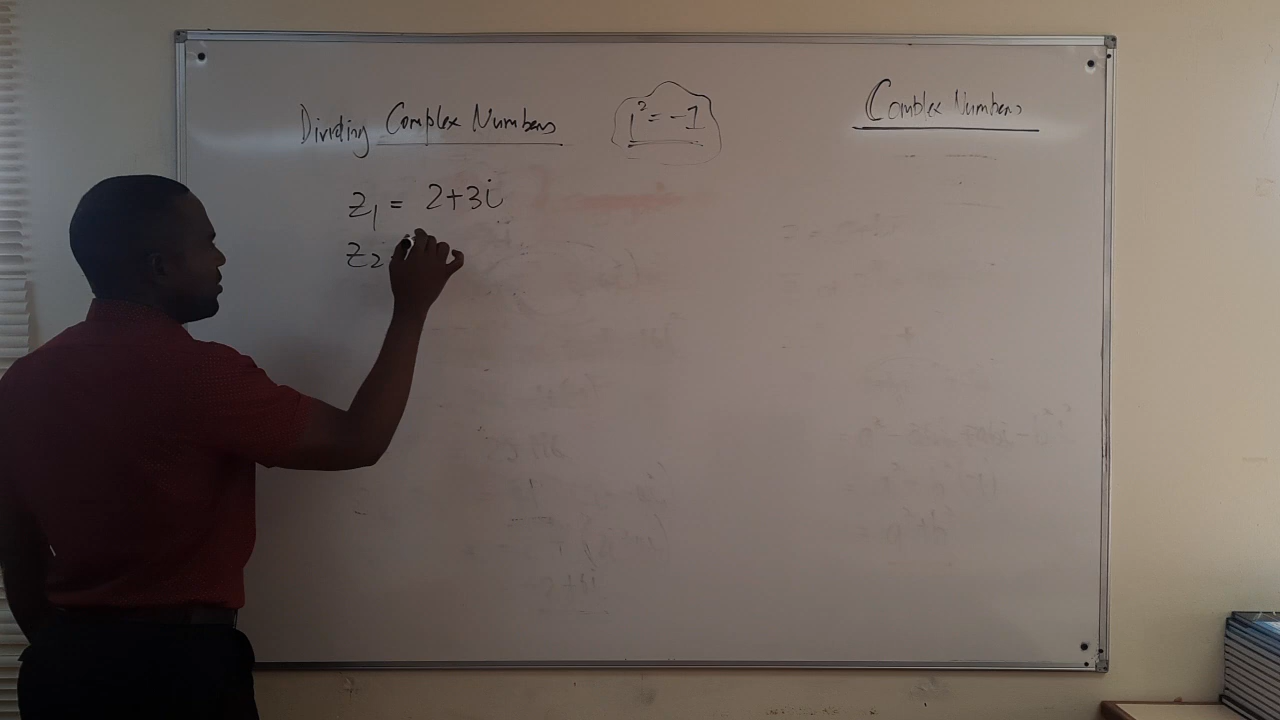 Dividing Complex Numbers
i² = -1
Complex Numbers
z₁ = 2+3i
z₂